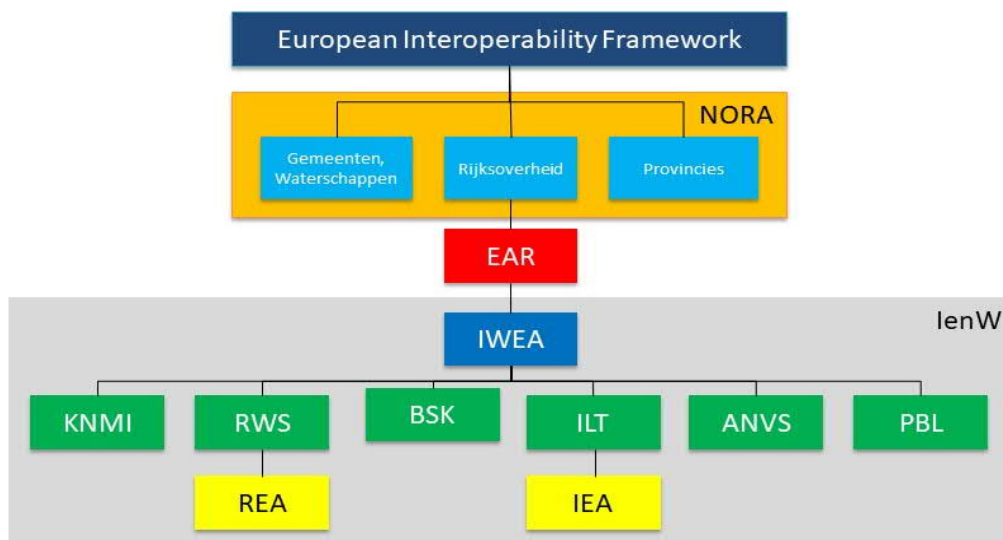 European Interoperability Framework
NORA
Gemeenten,
Waterschappen
Rijksoverheid
Provincies
EAR
IenW
IWEA
KNMI
RWS
BSK
ILT
ANVS
PBL
REA
IEA